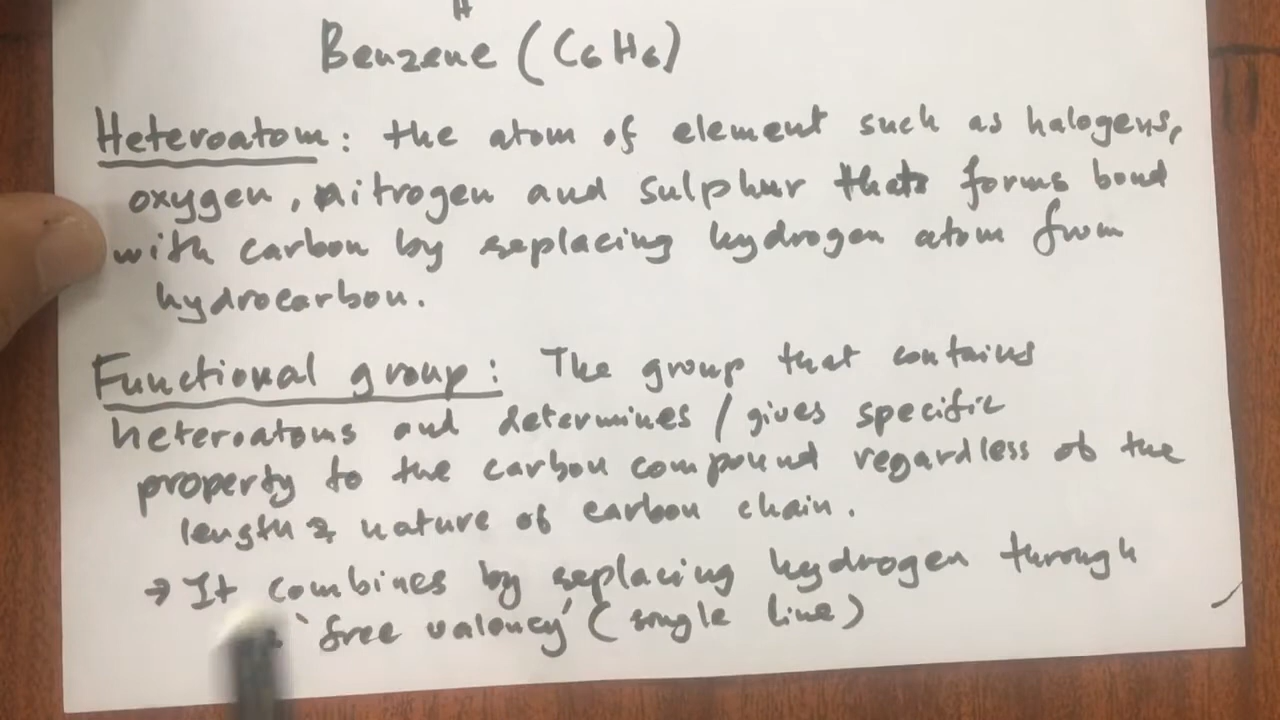 H
Benzene (C6H6)
Heteroatom: the atom of element such as halogens,
oxygen, nitrogen and sulphur that forms bond
with carbon by replacing hydrogen atom from
hydrocarbon.
Functional group: The group that contains
heteroatoms and determines / gives specific
property to the carbon compound regardless of the
length & nature of carbon chain.
→ It combines by replacing hydrogen through
'free valency' (single line)